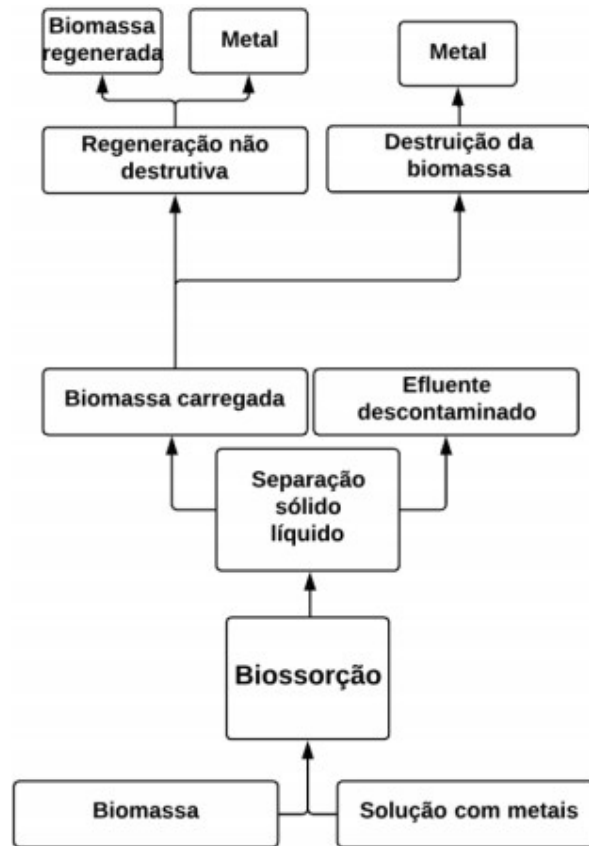 Biomassa
regenerada
Metal
Metal
Regeneração não
destrutiva
Destruição da
biomassa
Biomassa carregada
Efluente
descontaminado
Separação
sólido
líquido
Biossorção
Biomassa
Solução com metais